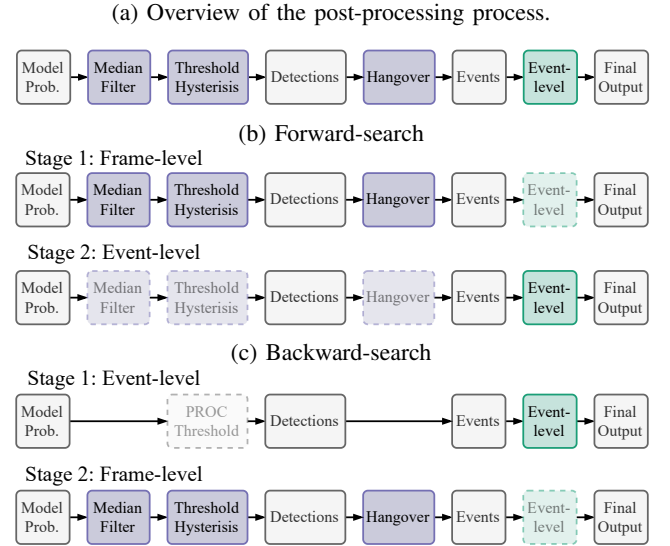 (a) Overview of the post-processing process.
Model Prob. Median Filter Threshold Hysterisis Detections Hangover Events Event-level Final Output
(b) Forward-search
Stage 1: Frame-level
Model Prob. Median Filter Threshold Hysterisis Detections Hangover Events Event-level Final Output
Stage 2: Event-level
Model Prob. Median Filter Threshold Hysterisis Detections Hangover Events Event-level Final Output
(c) Backward-search
Stage 1: Event-level
Model Prob. PROC Threshold Detections Events Event-level Final Output
Stage 2: Frame-level
Model Prob. Median Filter Threshold Hysterisis Detections Hangover Events Event-level Final Output